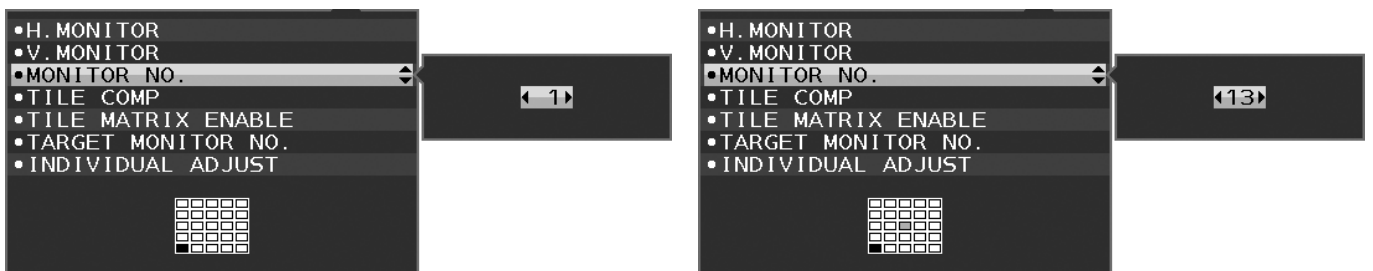 •H.MONITOR
•V.MONITOR
•MONITOR NO.
1
•TILE COMP
•TILE MATRIX ENABLE
•TARGET MONITOR NO.
•INDIVIDUAL ADJUST
•H.MONITOR
•V.MONITOR
•MONITOR NO.
13
•TILE COMP
•TILE MATRIX ENABLE
•TARGET MONITOR NO.
•INDIVIDUAL ADJUST